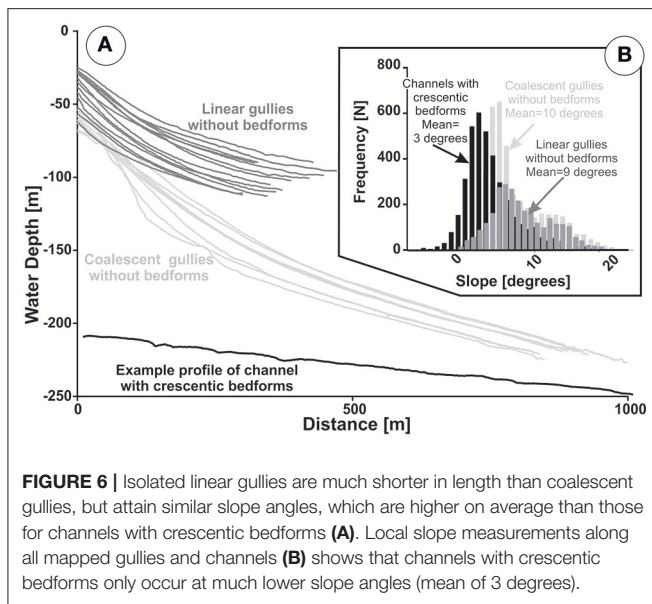 0
-50
-100
-150
-200
-250
Water Depth [m]
0
500
1000
Distance [m]
A
Linear gullies
without bedforms
Coalescent gullies
without bedforms
Example profile of channel
with crescentic bedforms
B
800
600
400
200
0
Frequency [N]
0
10
20
Slope [degrees]
Channels with
crescentic
bedforms
Mean=
3 degrees
Coalescent gullies
without bedforms
Mean=10 degrees
Linear gullies
without bedforms
Mean=9 degrees
FIGURE 6 | Isolated linear gullies are much shorter in length than coalescent
gullies, but attain similar slope angles, which are higher on average than those
for channels with crescentic bedforms (A). Local slope measurements along
all mapped gullies and channels (B) shows that channels with crescentic
bedforms only occur at much lower slope angles (mean of 3 degrees).